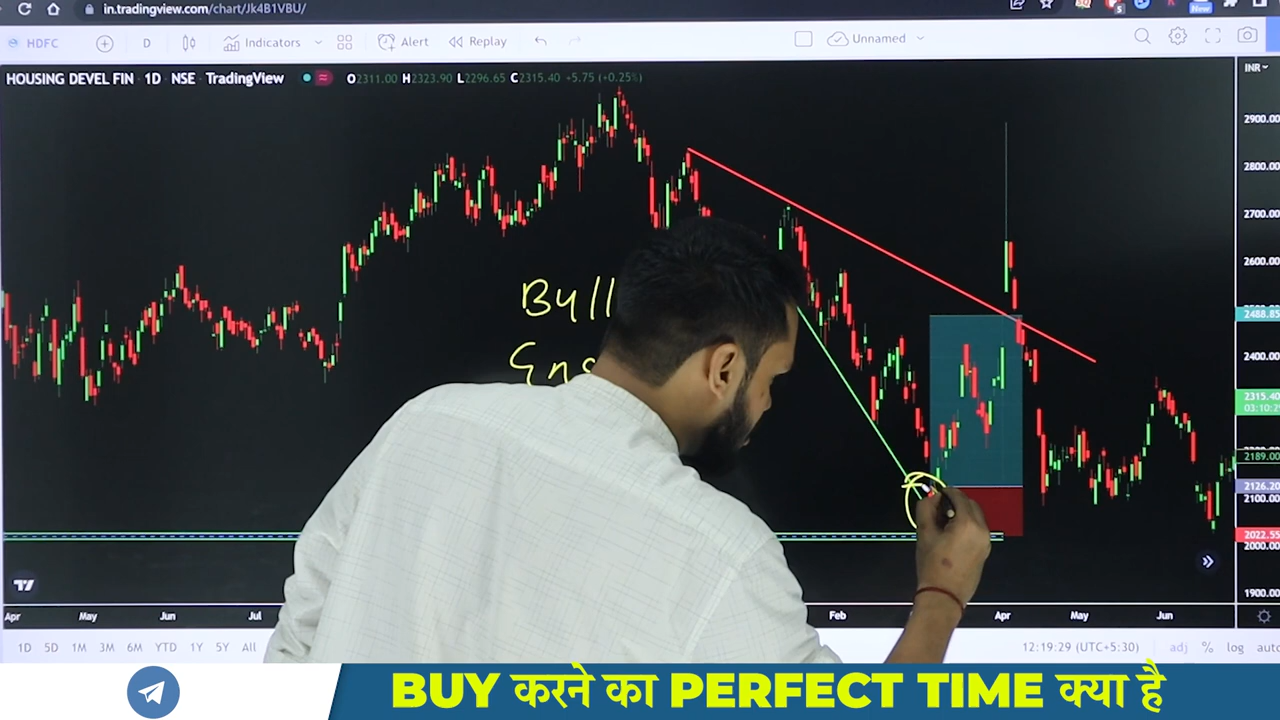 in.tradingview.com/chart/Jk4B1VBU/
New
HDFC D Indicators Alert Replay Unnamed
HOUSING DEVEL FIN 1D NSE TradingView O2311.00 H2323.90 L2296.65 C2315.40 +5.75 (+0.25%)
INR
2900.00
2800.00
2700.00
2600.00
2488.85
2400.00
2315.40
2189.00
2126.20
2100.00
2022.55
2000.00
1900.00
Bull
Eng
Apr May Jun Jul Feb Apr May Jun
1D 5D 1M 3M 6M YTD 1Y 5Y All 12:19:29 (UTC+5:30) adj % log auto
BUY करने का PERFECT TIME क्या है